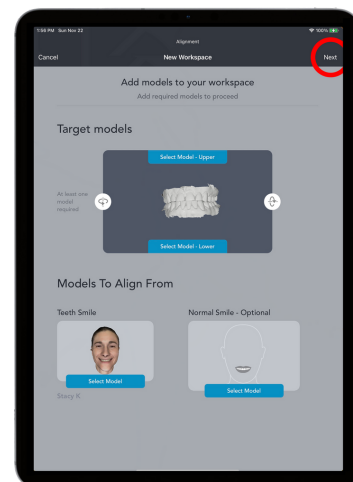 1:55 PM Sun Nov 22
100%
Alignment
Cancel
New Workspace
Next
Add models to your workspace
Add required models to proceed
Target models
Select Model - Upper
At least one
model
required
Select Model - Lower
Models To Align From
Teeth Smile
Normal Smile - Optional
Select Model
Select Model
Stacy K